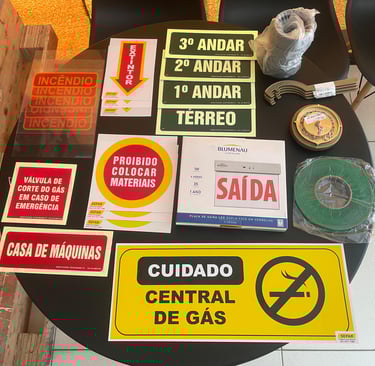 INCÊNDIO
INCÊNDIO
INCÊNDIO
INCÊNDIO
INCÊNDIO
EXTINTOR
3º ANDAR
2º ANDAR
1º ANDAR
TÉRREO
VÁLVULA DE
CORTE DO GÁS
EM CASO DE
EMERGÊNCIA
PROIBIDO
COLOCAR
MATERIAIS
BLUMENAU
SAÍDA
CASA DE MÁQUINAS
CUIDADO
CENTRAL
DE GÁS